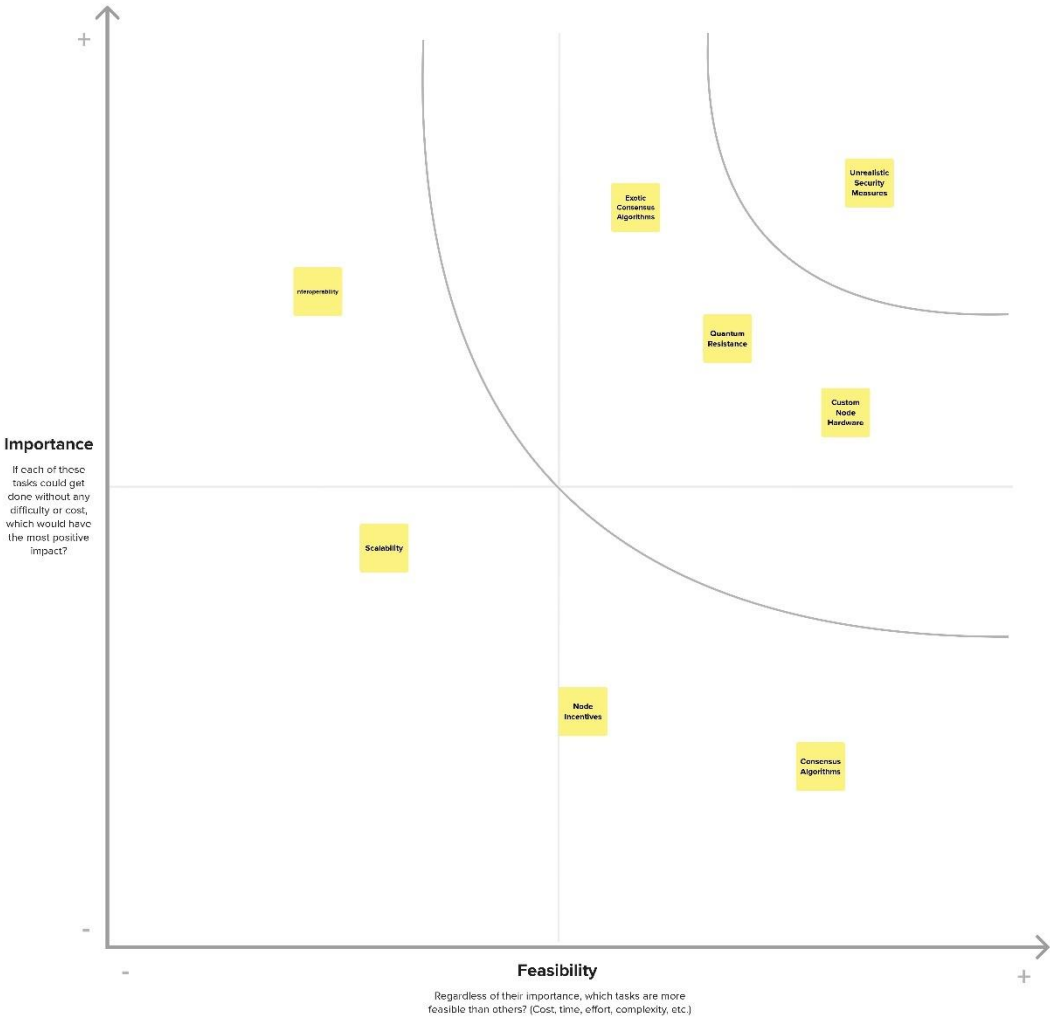 +
Unrealistic
Security
Measures
Exotic
Consensus
Algorithms
nteroperability
Quantum
Resistance
Custom
Node
Hardware
Importance
If each of these
tasks could get
done without any
difficulty or cost,
which would have
the most positive
impact?
Scalability
Node
Incentives
Consensus
Algorithms
-
-
Feasibility
+
Regardless of their importance, which tasks are more
feasible than others? (Cost, time, effort, complexity, etc.)